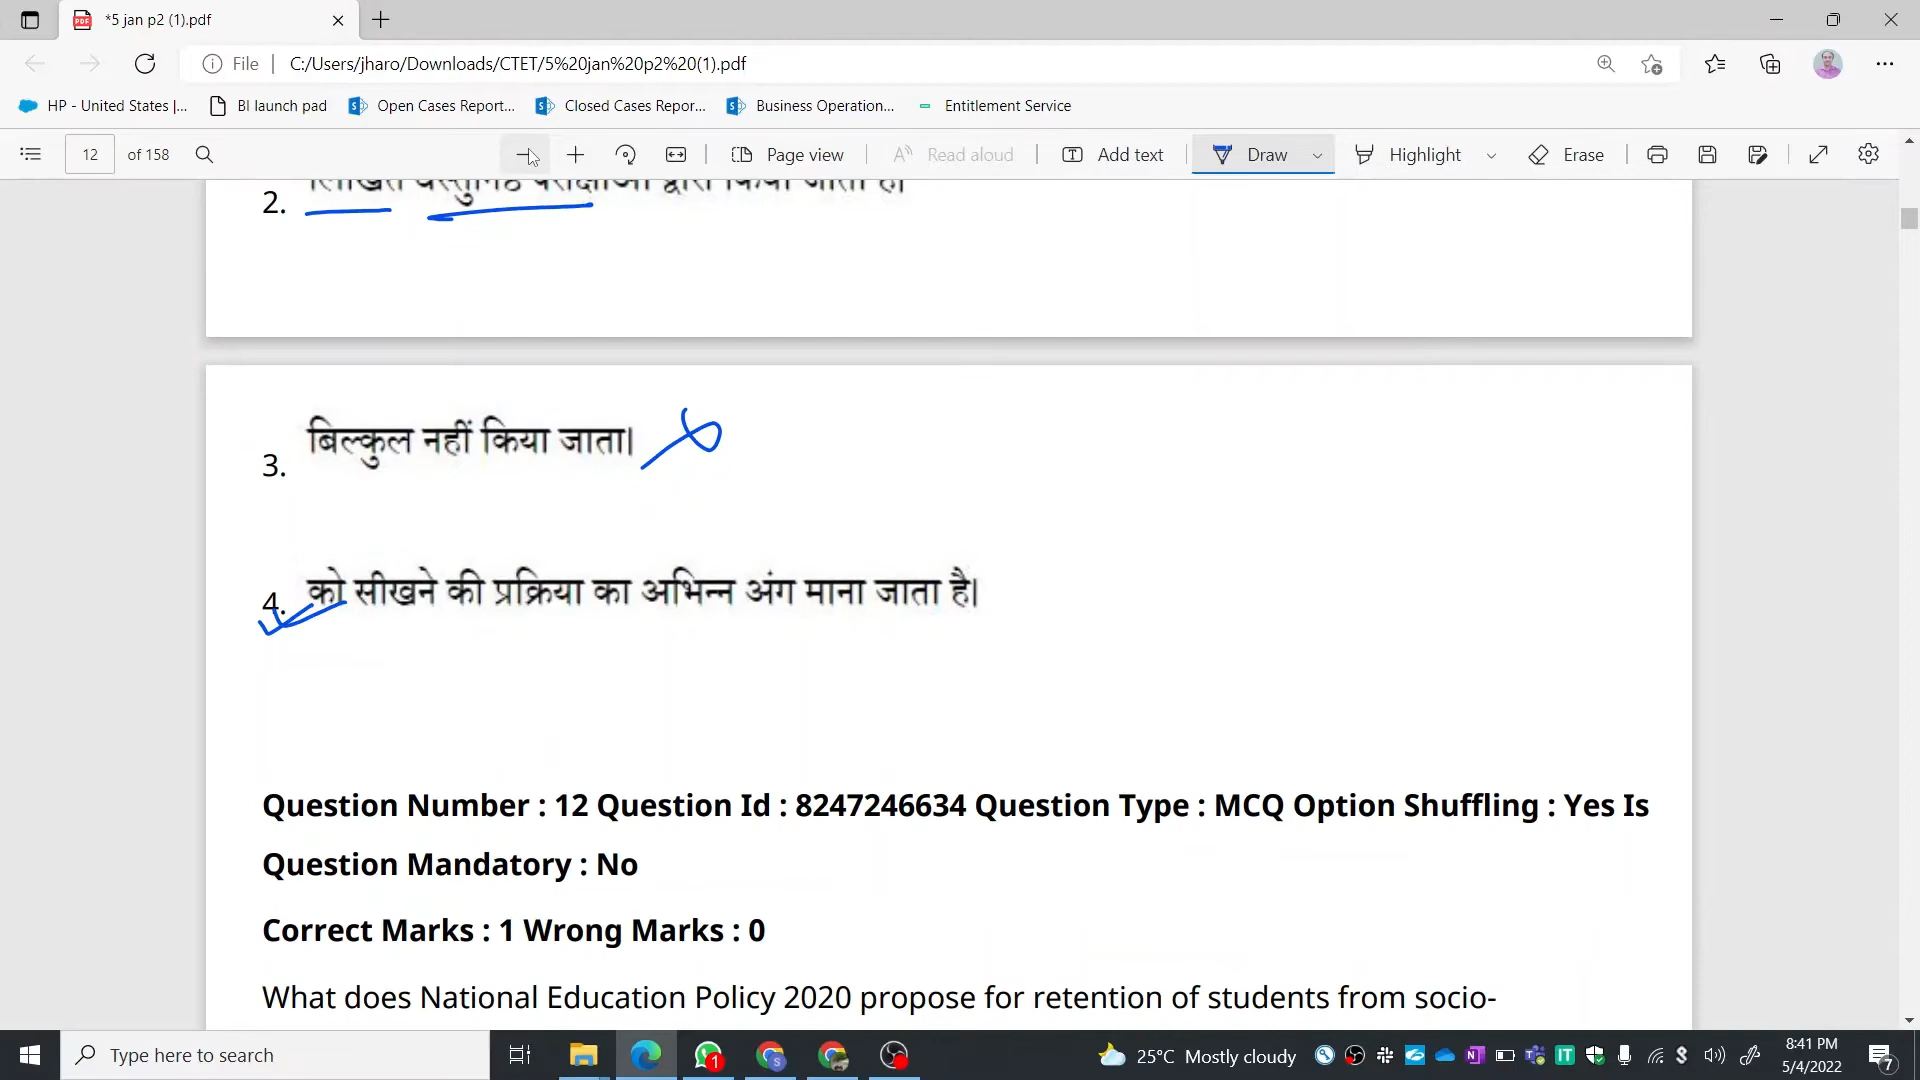 *5 jan p2 (1).pdf
File
C:/Users/jharo/Downloads/CTET/5%20jan%20p2%20(1).pdf
HP - United States |... BI launch pad Open Cases Report... Closed Cases Repor... Business Operation... Entitlement Service
12 of 158 Page view Read aloud Add text Draw Highlight Erase
2. लिखित वस्तुनिष्ठ परीक्षाओं द्वारा किया जाता है।
3. बिल्कुल नहीं किया जाता।
4. को सीखने की प्रक्रिया का अभिन्न अंग माना जाता है।
Question Number : 12 Question Id : 8247246634 Question Type : MCQ Option Shuffling : Yes Is
Question Mandatory : No
Correct Marks : 1 Wrong Marks : 0
What does National Education Policy 2020 propose for retention of students from socio-
Type here to search
1
25°C Mostly cloudy
8:41 PM
5/4/2022
7